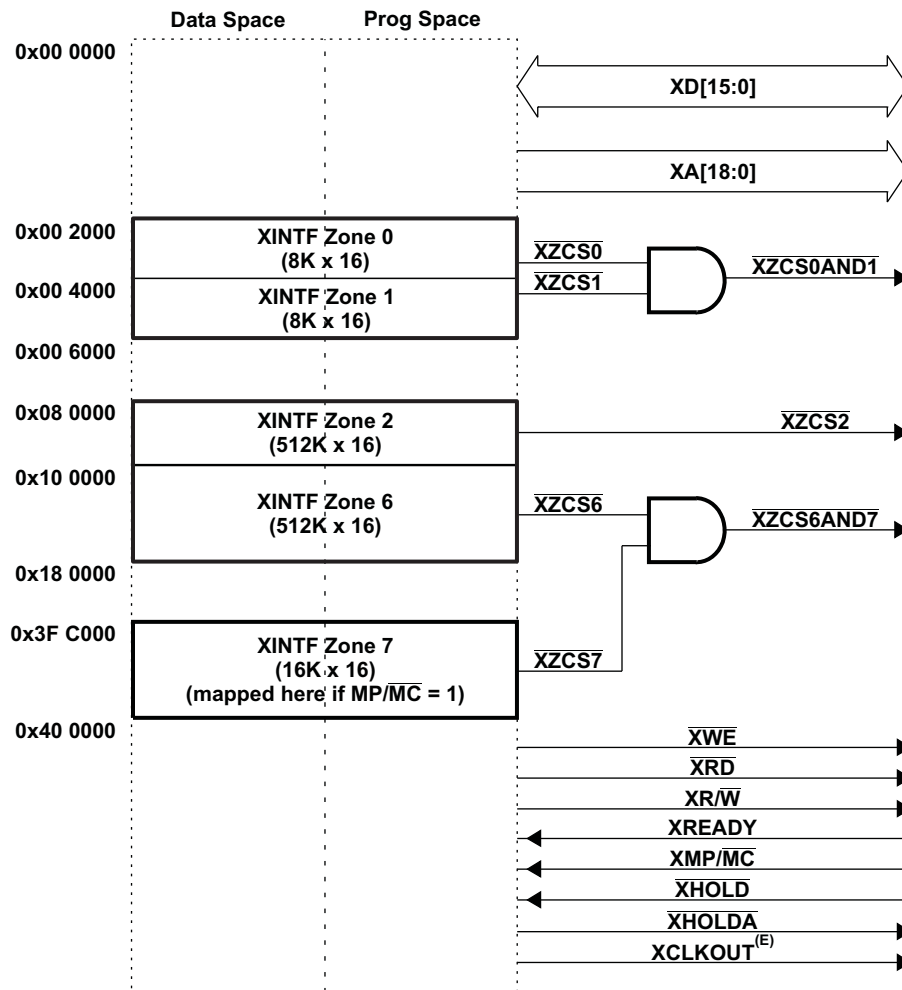 Data Space Prog Space
0x00 0000
XD[15:0]
XA[18:0]
0x00 2000
XINTF Zone 0
(8K x 16)
XZCS0
XZCS0AND1
XZCS1
0x00 4000
XINTF Zone 1
(8K x 16)
0x00 6000
0x08 0000
XINTF Zone 2
(512K x 16)
XZCS2
0x10 0000
XINTF Zone 6
(512K x 16)
XZCS6
XZCS6AND7
0x18 0000
0x3F C000
XINTF Zone 7
(16K x 16)
(mapped here if MP/MC = 1)
XZCS7
0x40 0000
XWE
XRD
XR/W
XREADY
XMP/MC
XHOLD
XHOLDA
XCLKOUT(E)